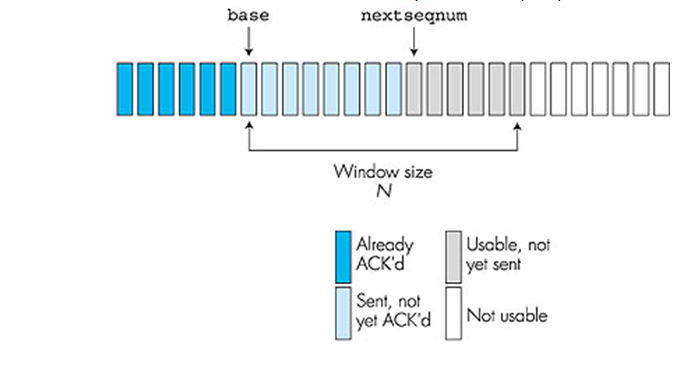 base nextseqnum
Window size
N
Already
ACK'd
Usable, not
yet sent
Sent, not
yet ACK'd
Not usable